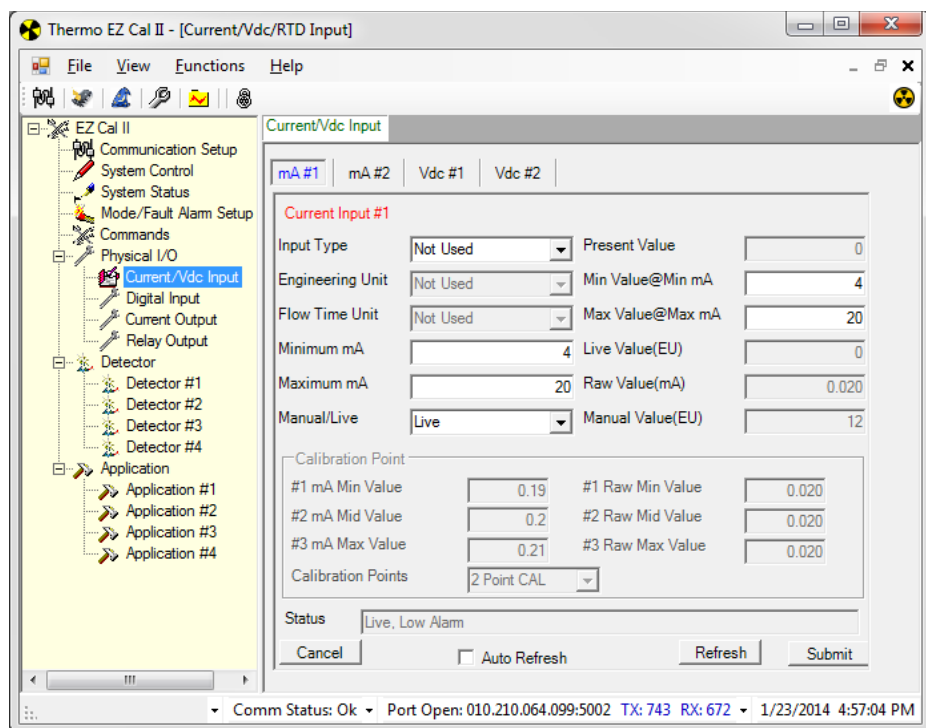 Thermo EZ Cal II - [Current/Vdc/RTD Input]
File View Functions Help
EZ Cal II
Communication Setup
System Control
System Status
Mode/Fault Alarm Setup
Commands
Physical I/O
Current/Vdc Input
Digital Input
Current Output
Relay Output
Detector
Detector #1
Detector #2
Detector #3
Detector #4
Application
Application #1
Application #2
Application #3
Application #4
Current/Vdc Input
mA #1 mA #2 Vdc #1 Vdc #2
Current Input #1
Input Type Not Used Present Value 0
Engineering Unit Not Used Min Value@Min mA 4
Flow Time Unit Not Used Max Value@Max mA 20
Minimum mA 4 Live Value(EU) 0
Maximum mA 20 Raw Value(mA) 0.020
Manual/Live Live Manual Value(EU) 12
Calibration Point
#1 mA Min Value 0.19 #1 Raw Min Value 0.020
#2 mA Mid Value 0.2 #2 Raw Mid Value 0.020
#3 mA Max Value 0.21 #3 Raw Max Value 0.020
Calibration Points 2 Point CAL
Status Live, Low Alarm
Cancel Auto Refresh Refresh Submit
Comm Status: Ok Port Open: 010.210.064.099:5002 TX: 743 RX: 672 1/23/2014 4:57:04 PM